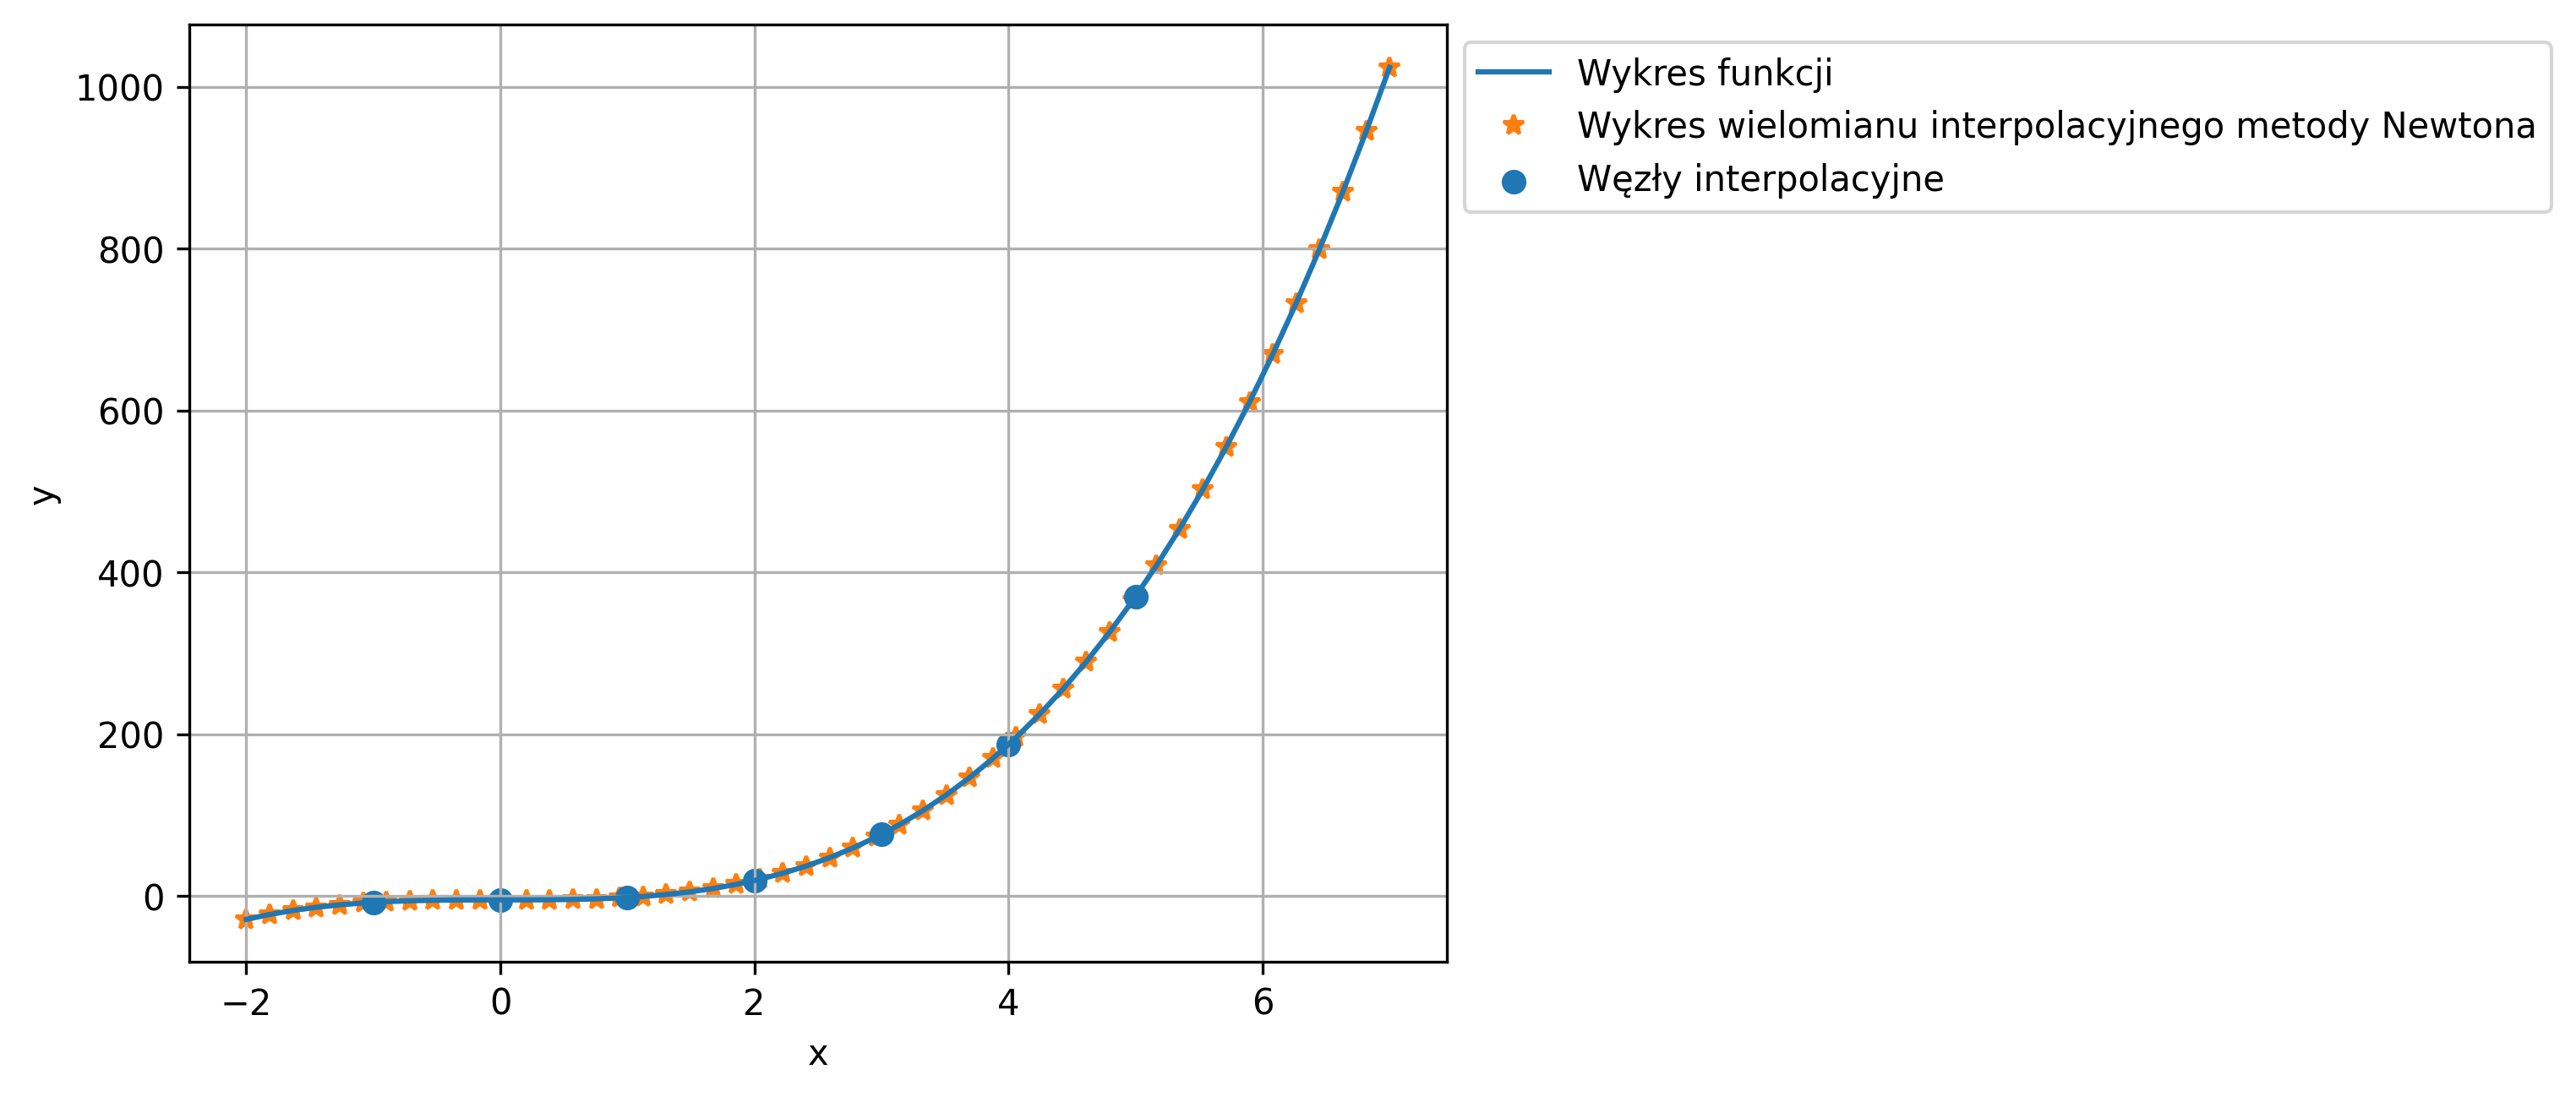 1000
800
600
400
200
0
y
−2 0 2 4 6
x
Wykres funkcji
Wykres wielomianu interpolacyjnego metody Newtona
Węzły interpolacyjne